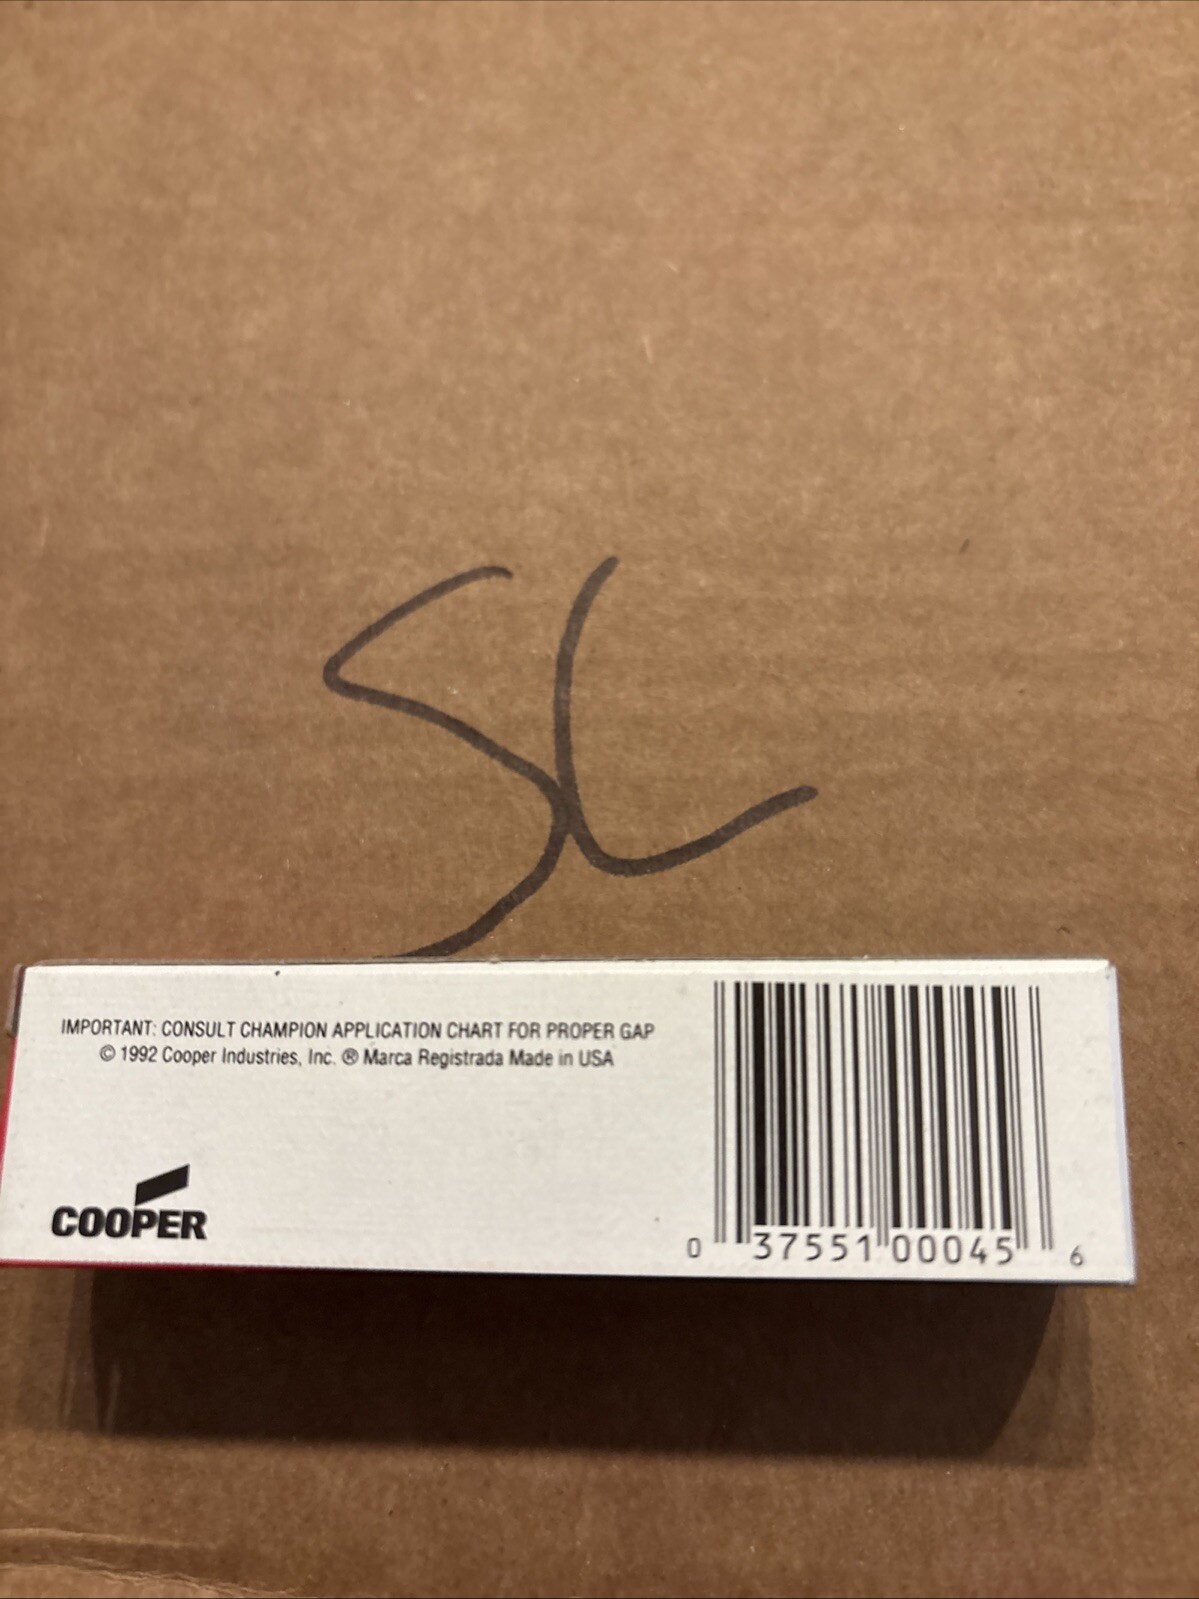 SL
IMPORTANT: CONSULT CHAMPION APPLICATION CHART FOR PROPER GAP
© 1992 Cooper Industries, Inc. ® Marca Registrada Made in USA
COOPER
0 37551 00045 6